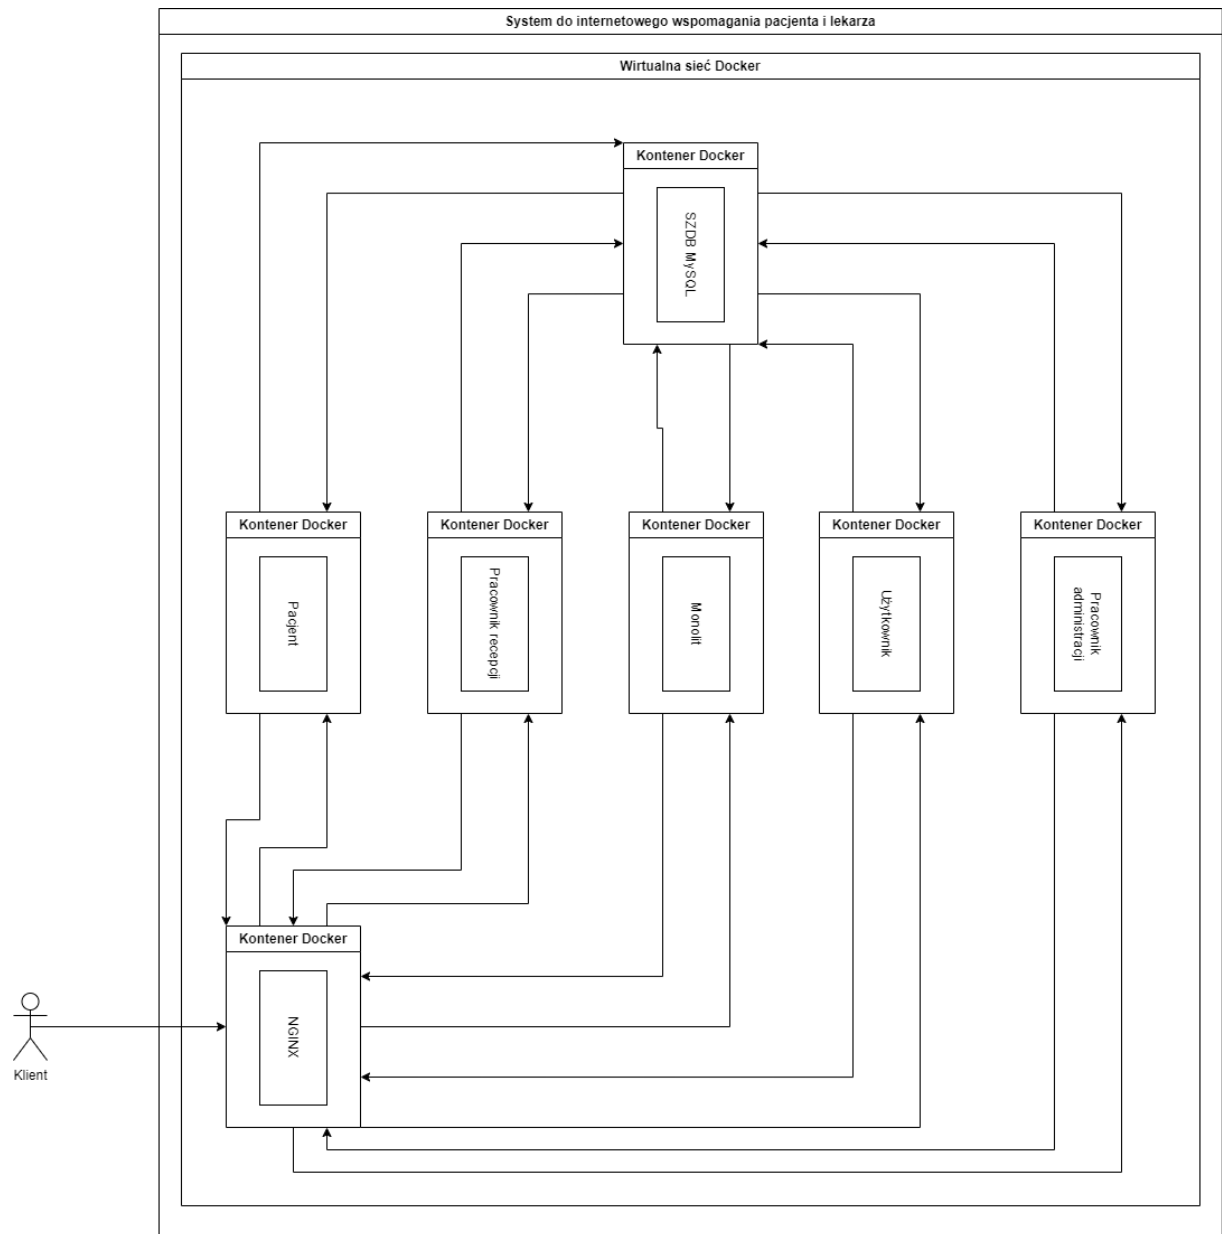 System do internetowego wspomagania pacjenta i lekarza
Wirtualna sieć Docker
Kontener Docker
SZDB MySQL
Kontener Docker
Pacjent
Kontener Docker
Pracownik recepcji
Kontener Docker
Monolit
Kontener Docker
Użytkownik
Kontener Docker
Pracownik
administracji
Kontener Docker
NGINX
Klient